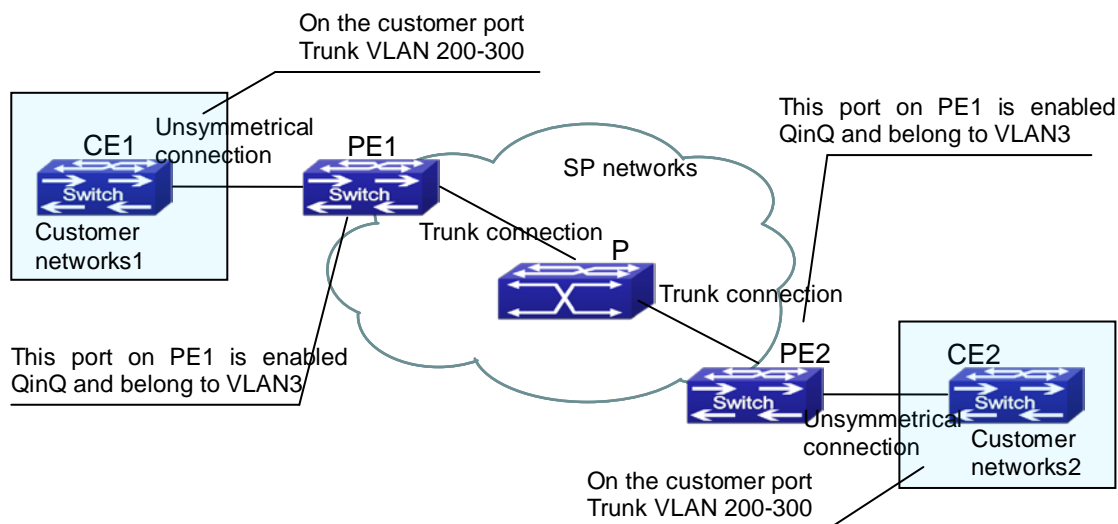 On the customer port
Trunk VLAN 200-300
This port on PE1 is enabled
QinQ and belong to VLAN3
CE1
Unsymmetrical
connection
PE1
SP networks
Switch
Switch
Customer
networks1
Trunk connection
P
Trunk connection
This port on PE1 is enabled
QinQ and belong to VLAN3
PE2
CE2
Switch
Switch
Unsymmetrical
connection
Customer
networks2
On the customer port
Trunk VLAN 200-300